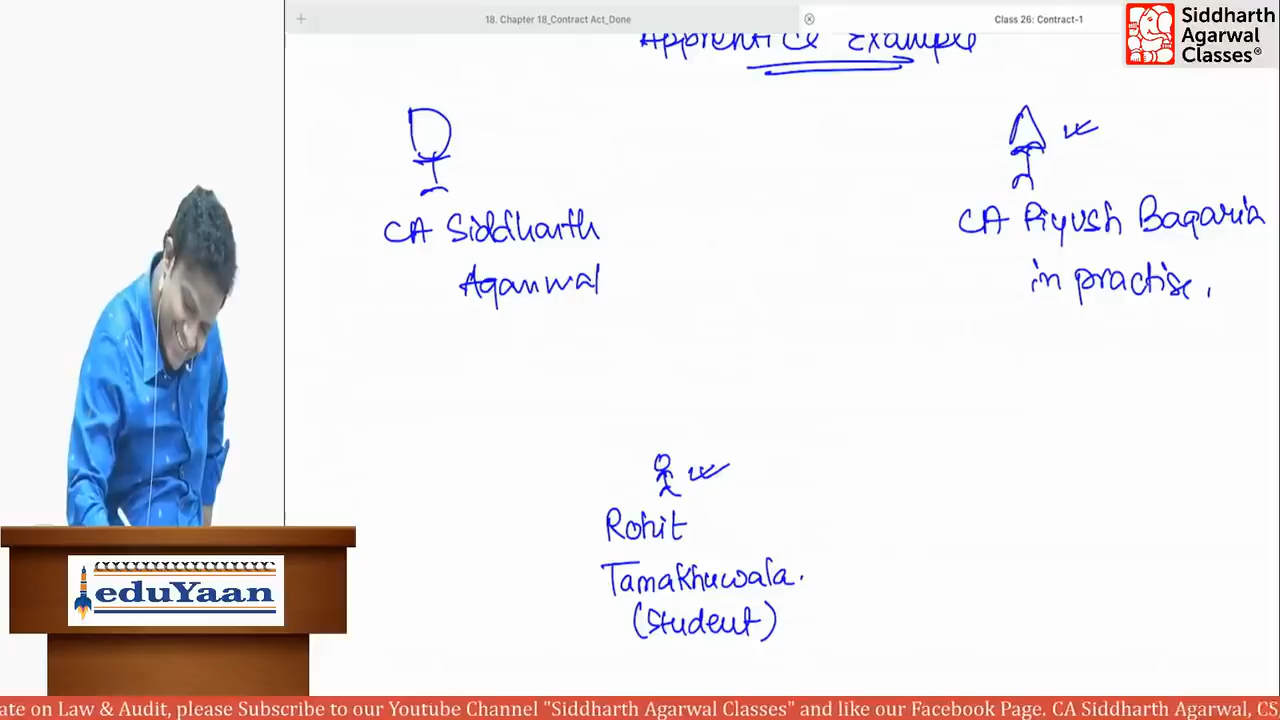 18. Chapter 18_Contract Act_Done
Class 26: Contract-1
Siddharth
Agarwal
Classes®
Apprentice Example
CA Siddharth
Agarwal
CA Piyush Bagaria
in practise.
Rohit
Tamakhuwala.
(Student)
eduYaan
ate on Law & Audit, please Subscribe to our Youtube Channel "Siddharth Agarwal Classes" and like our Facebook Page. CA Siddharth Agarwal, CS